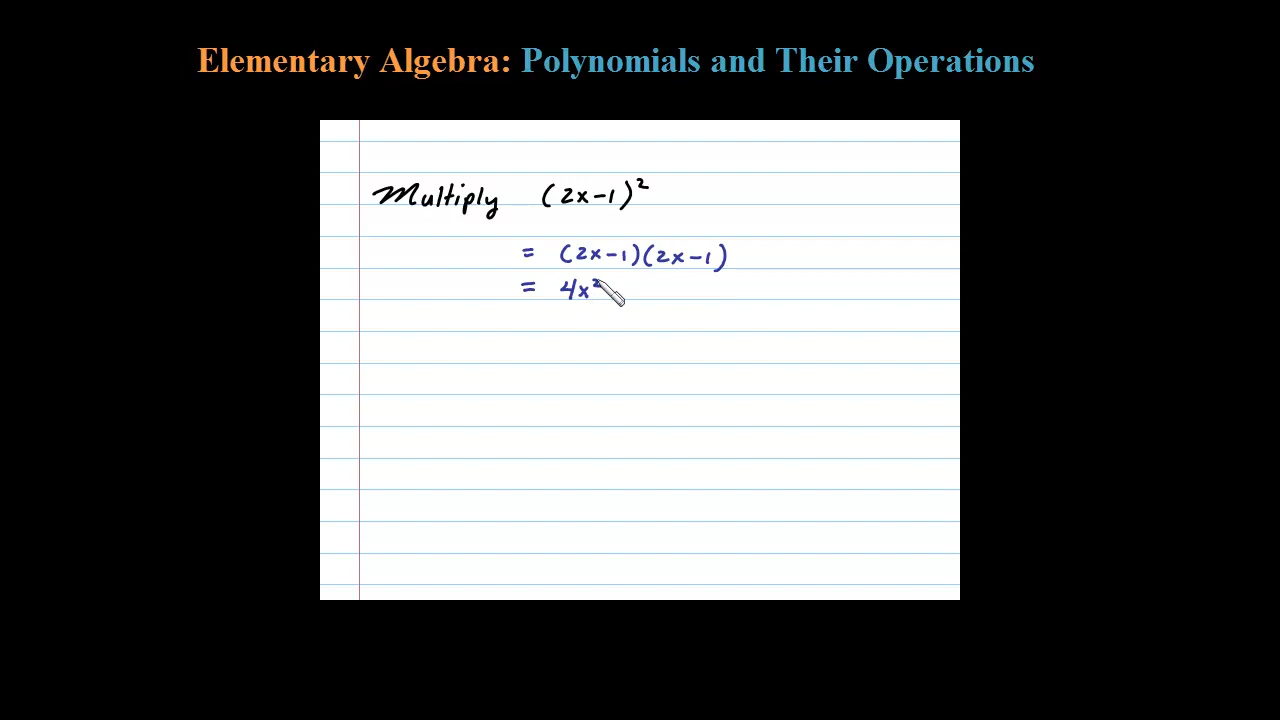 Elementary Algebra: Polynomials and Their Operations
Multiply (2x-1)²
= (2x-1)(2x-1)
= 4x²